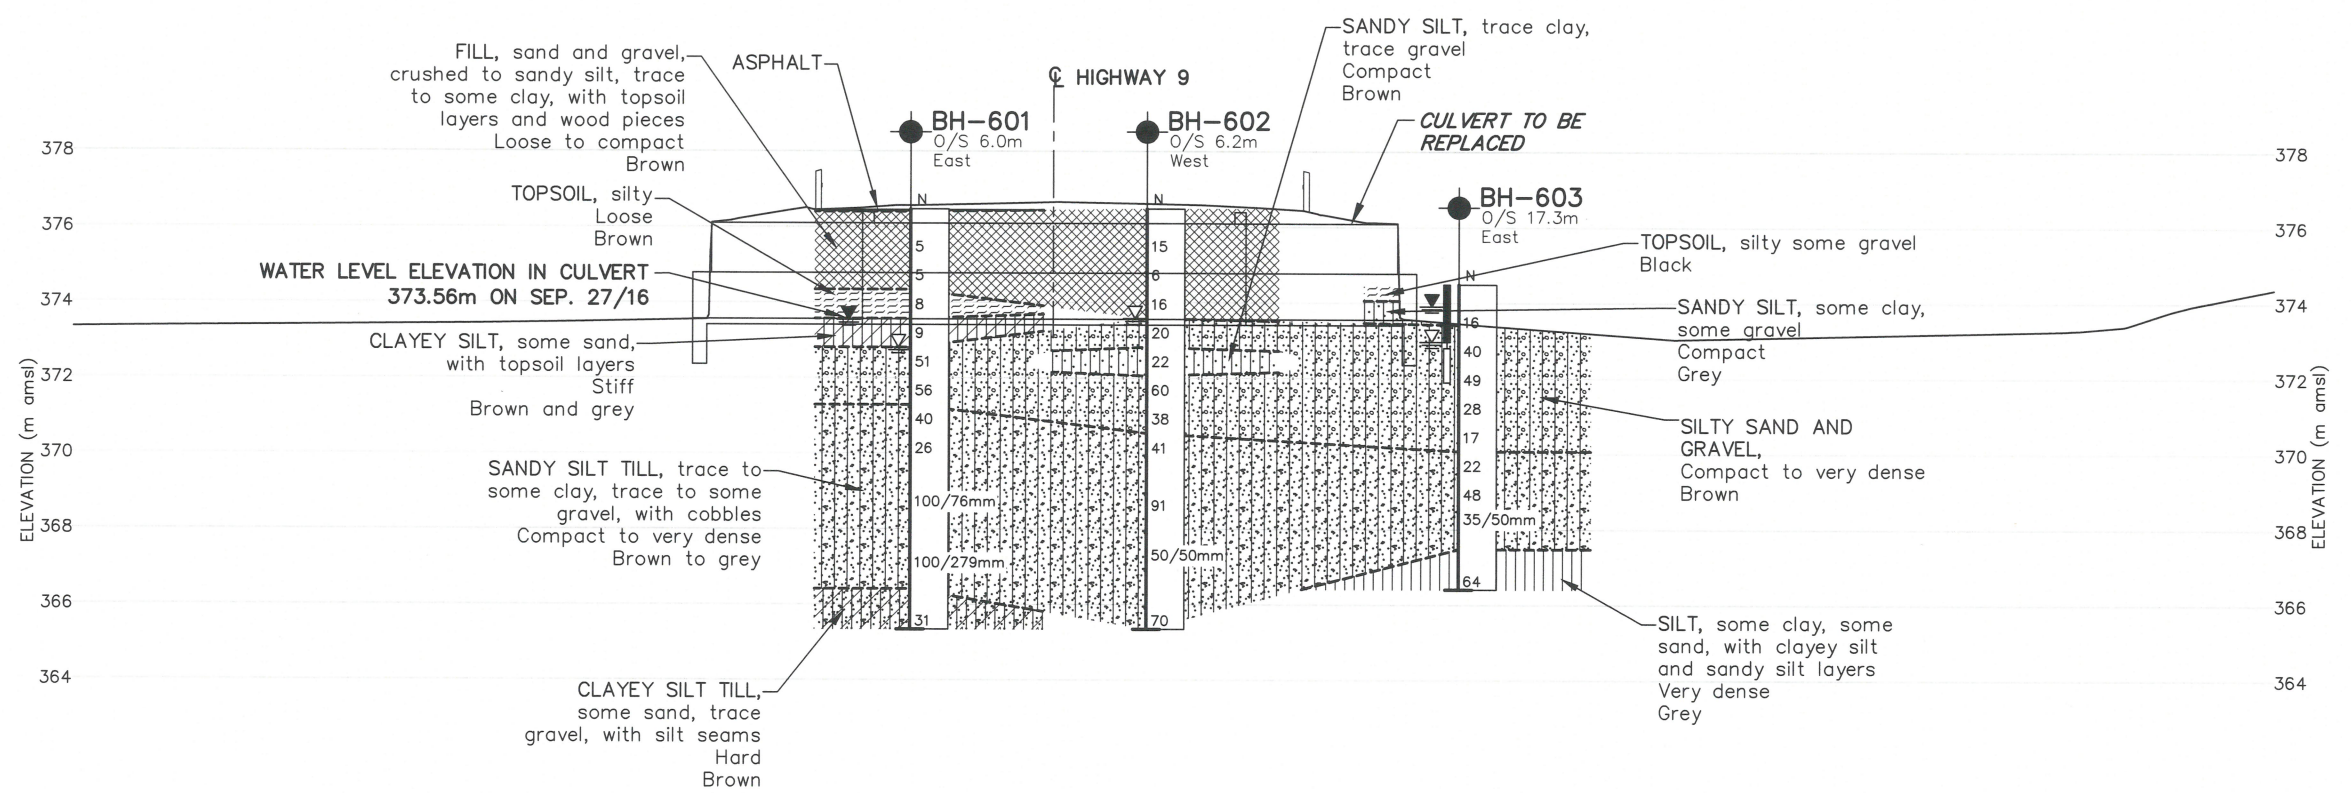 FILL, sand and gravel,
crushed to sandy silt, trace
to some clay, with topsoil
layers and wood pieces
Loose to compact
Brown
ASPHALT
℄ HIGHWAY 9
SANDY SILT, trace clay,
trace gravel
Compact
Brown
CULVERT TO BE
REPLACED
BH-601
O/S 6.0m
East
BH-602
O/S 6.2m
West
BH-603
O/S 17.3m
East
TOPSOIL, silty
Loose
Brown
WATER LEVEL ELEVATION IN CULVERT
373.56m ON SEP. 27/16
CLAYEY SILT, some sand,
with topsoil layers
Stiff
Brown and grey
SANDY SILT TILL, trace to
some clay, trace to some
gravel, with cobbles
Compact to very dense
Brown to grey
CLAYEY SILT TILL,
some sand, trace
gravel, with silt seams
Hard
Brown
TOPSOIL, silty some gravel
Black
SANDY SILT, some clay,
some gravel
Compact
Grey
SILTY SAND AND
GRAVEL,
Compact to very dense
Brown
SILT, some clay, some
sand, with clayey silt
and sandy silt layers
Very dense
Grey
N
5
5
8
9
51
56
40
26
100/76mm
100/279mm
31
N
15
6
16
20
22
60
38
41
91
50/50mm
70
N
16
40
49
28
17
22
48
35/50mm
64
378
376
374
372
370
368
366
364
ELEVATION (m amsl)
378
376
374
372
370
368
366
364
ELEVATION (m amsl)